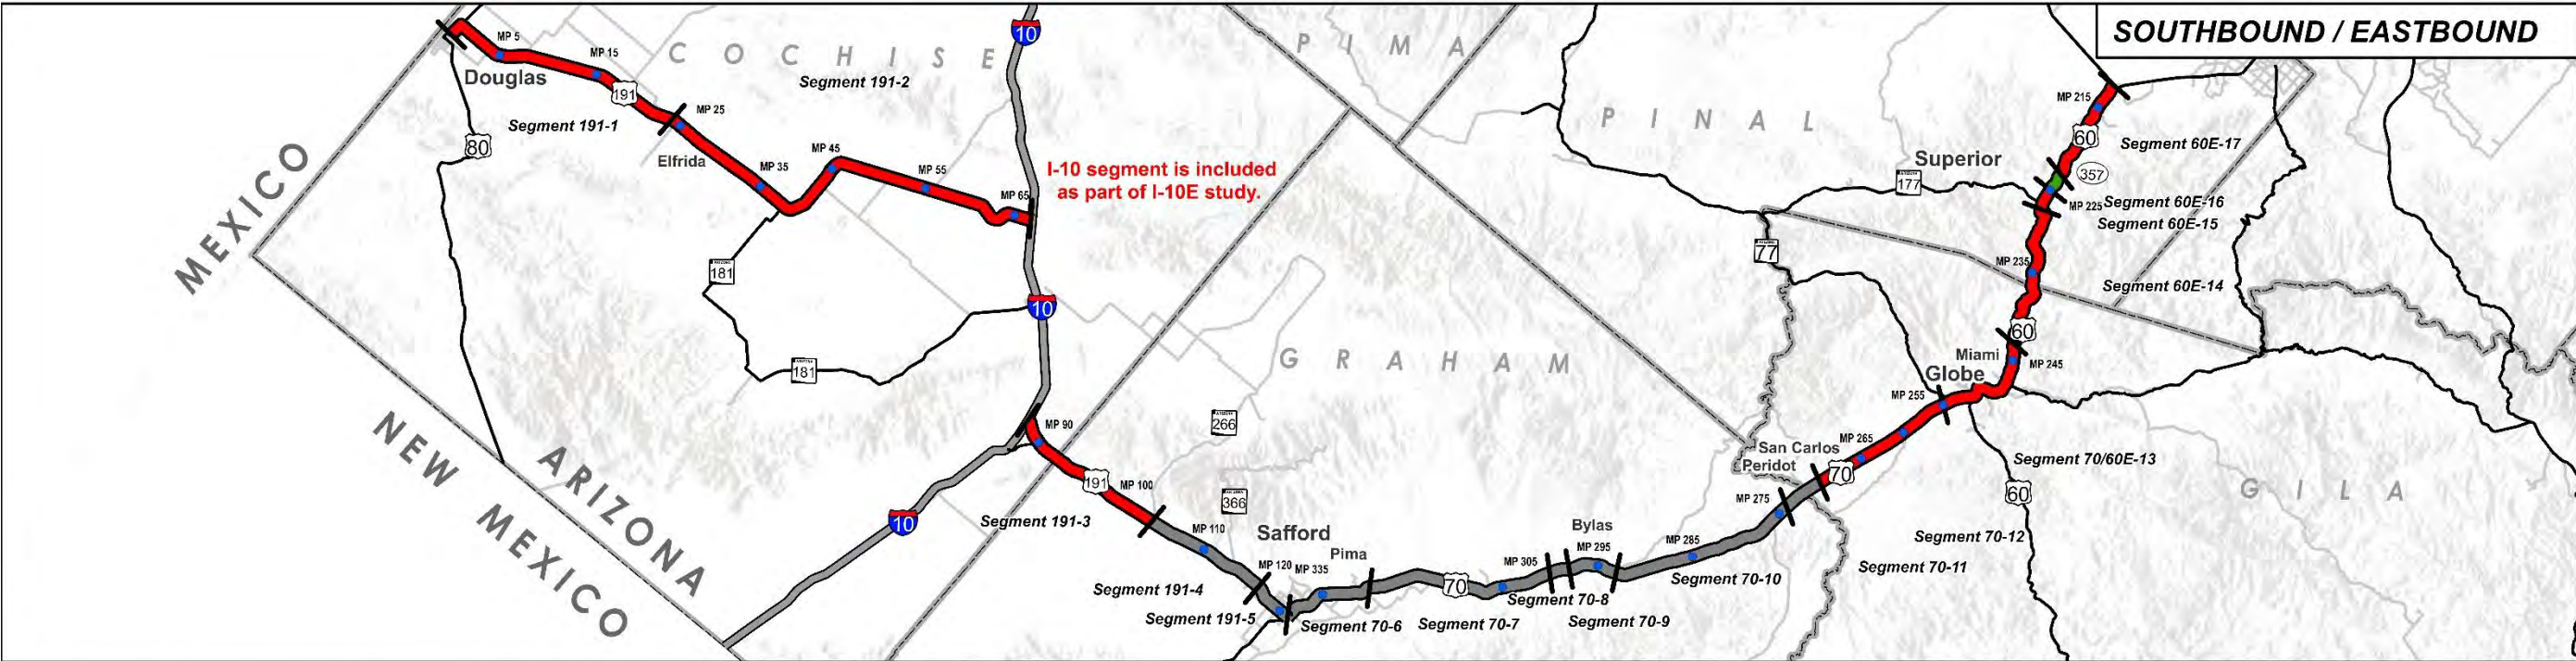 SOUTHBOUND / EASTBOUND
10
MP 5
MP 15
COCHISE
PIMA
Douglas
Segment 191-2
191
MP 25
MP 215
PINAL
Segment 191-1
60
Segment 60E-17
80
Elfrida
MP 45
MP 35
MP 55
I-10 segment is included
as part of I-10E study.
Superior
177
357
MP 65
MP 225
Segment 60E-16
Segment 60E-15
MEXICO
77
MP 235
181
Segment 60E-14
10
60
181
GRAHAM
Miami
Globe
MP 245
MP 255
266
MP 90
NEW MEXICO
ARIZONA
MP 265
San Carlos
Peridot
70
Segment 70/60E-13
191
MP 100
366
MP 275
60
GILA
10
Segment 191-3
MP 110
Safford
Bylas
Segment 70-12
Pima
MP 285
MP 295
MP 305
MP 120
MP 335
Segment 70-11
70
Segment 70-10
Segment 191-4
Segment 70-8
Segment 191-5
Segment 70-6
Segment 70-7
Segment 70-9